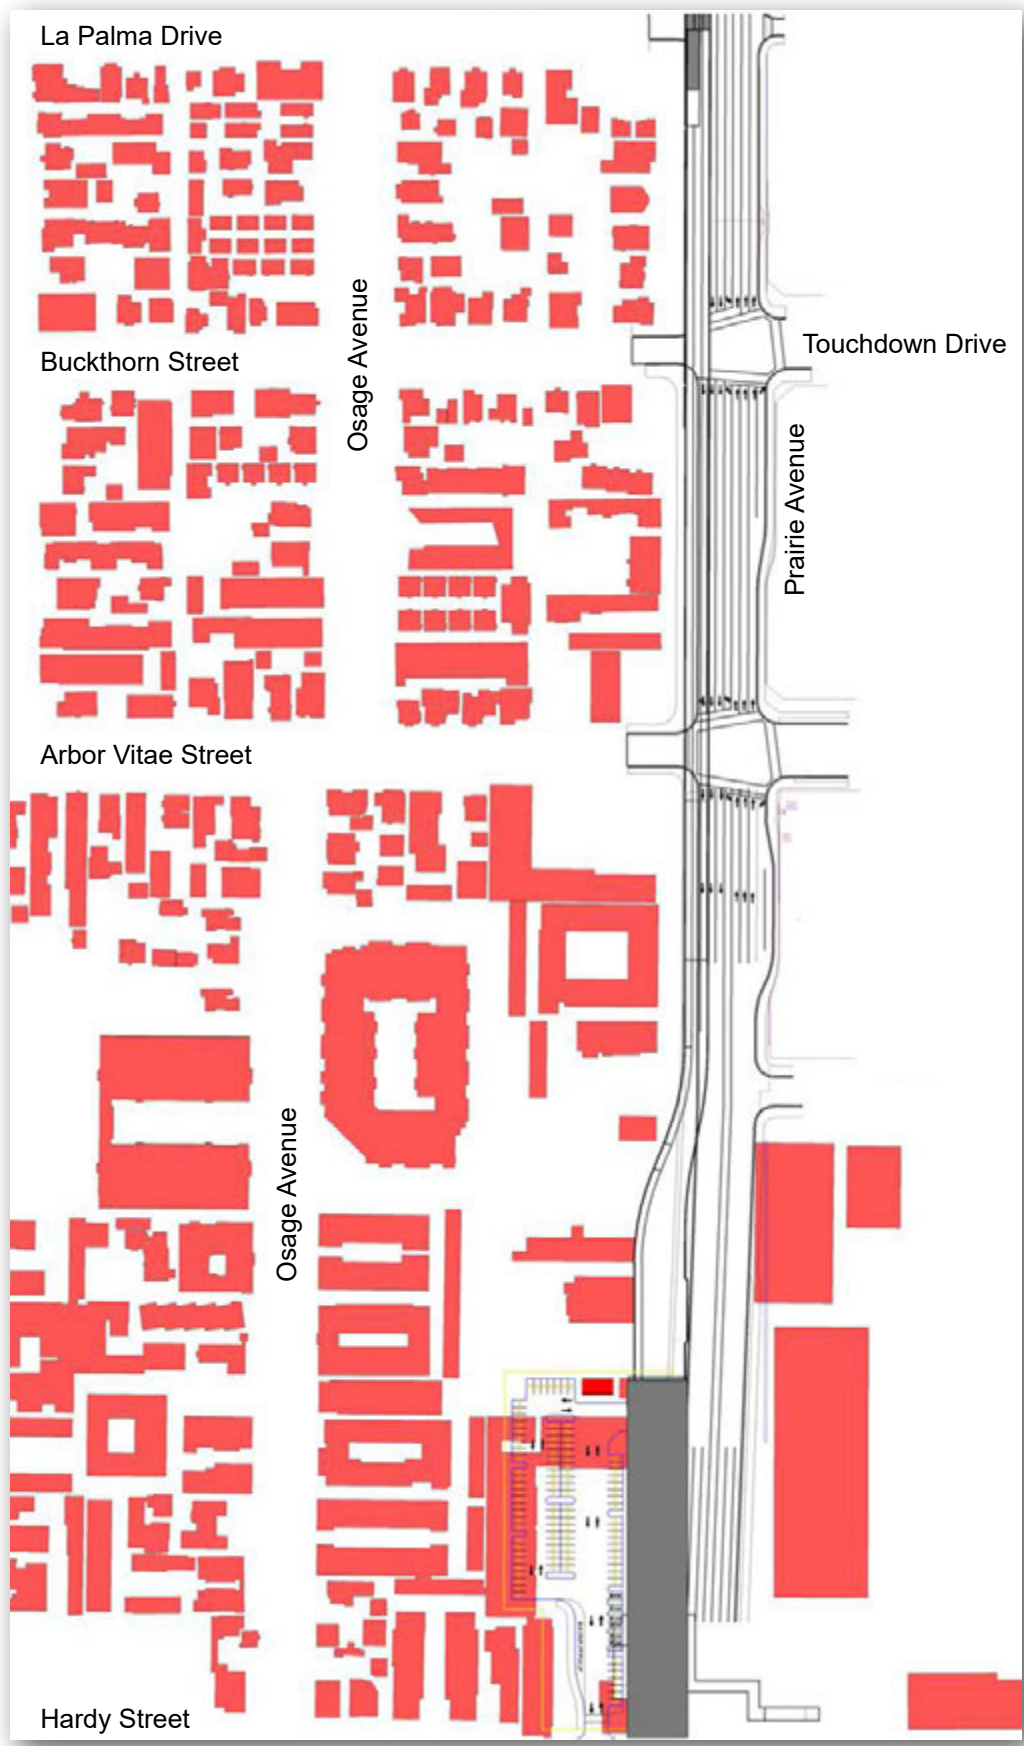 La Palma Drive
Osage Avenue
Buckthorn Street
Touchdown Drive
Prairie Avenue
Arbor Vitae Street
Osage Avenue
Hardy Street